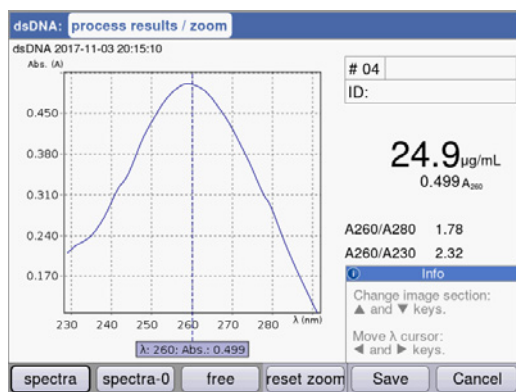 dsDNA: process results / zoom
dsDNA 2017-11-03 20:15:10
Abs. (A)
0.450
0.380
0.310
0.240
0.170
230 240 250 260 270 280 λ (nm)
λ: 260; Abs.: 0.499
# 04
ID:
24.9 µg/mL
0.499 A260
A260/A280 1.78
A260/A230 2.32
i Info
Change image section:
▲ and ▼ keys.
Move λ cursor:
◀ and ▶ keys.
spectra spectra-0 free reset zoom Save Cancel